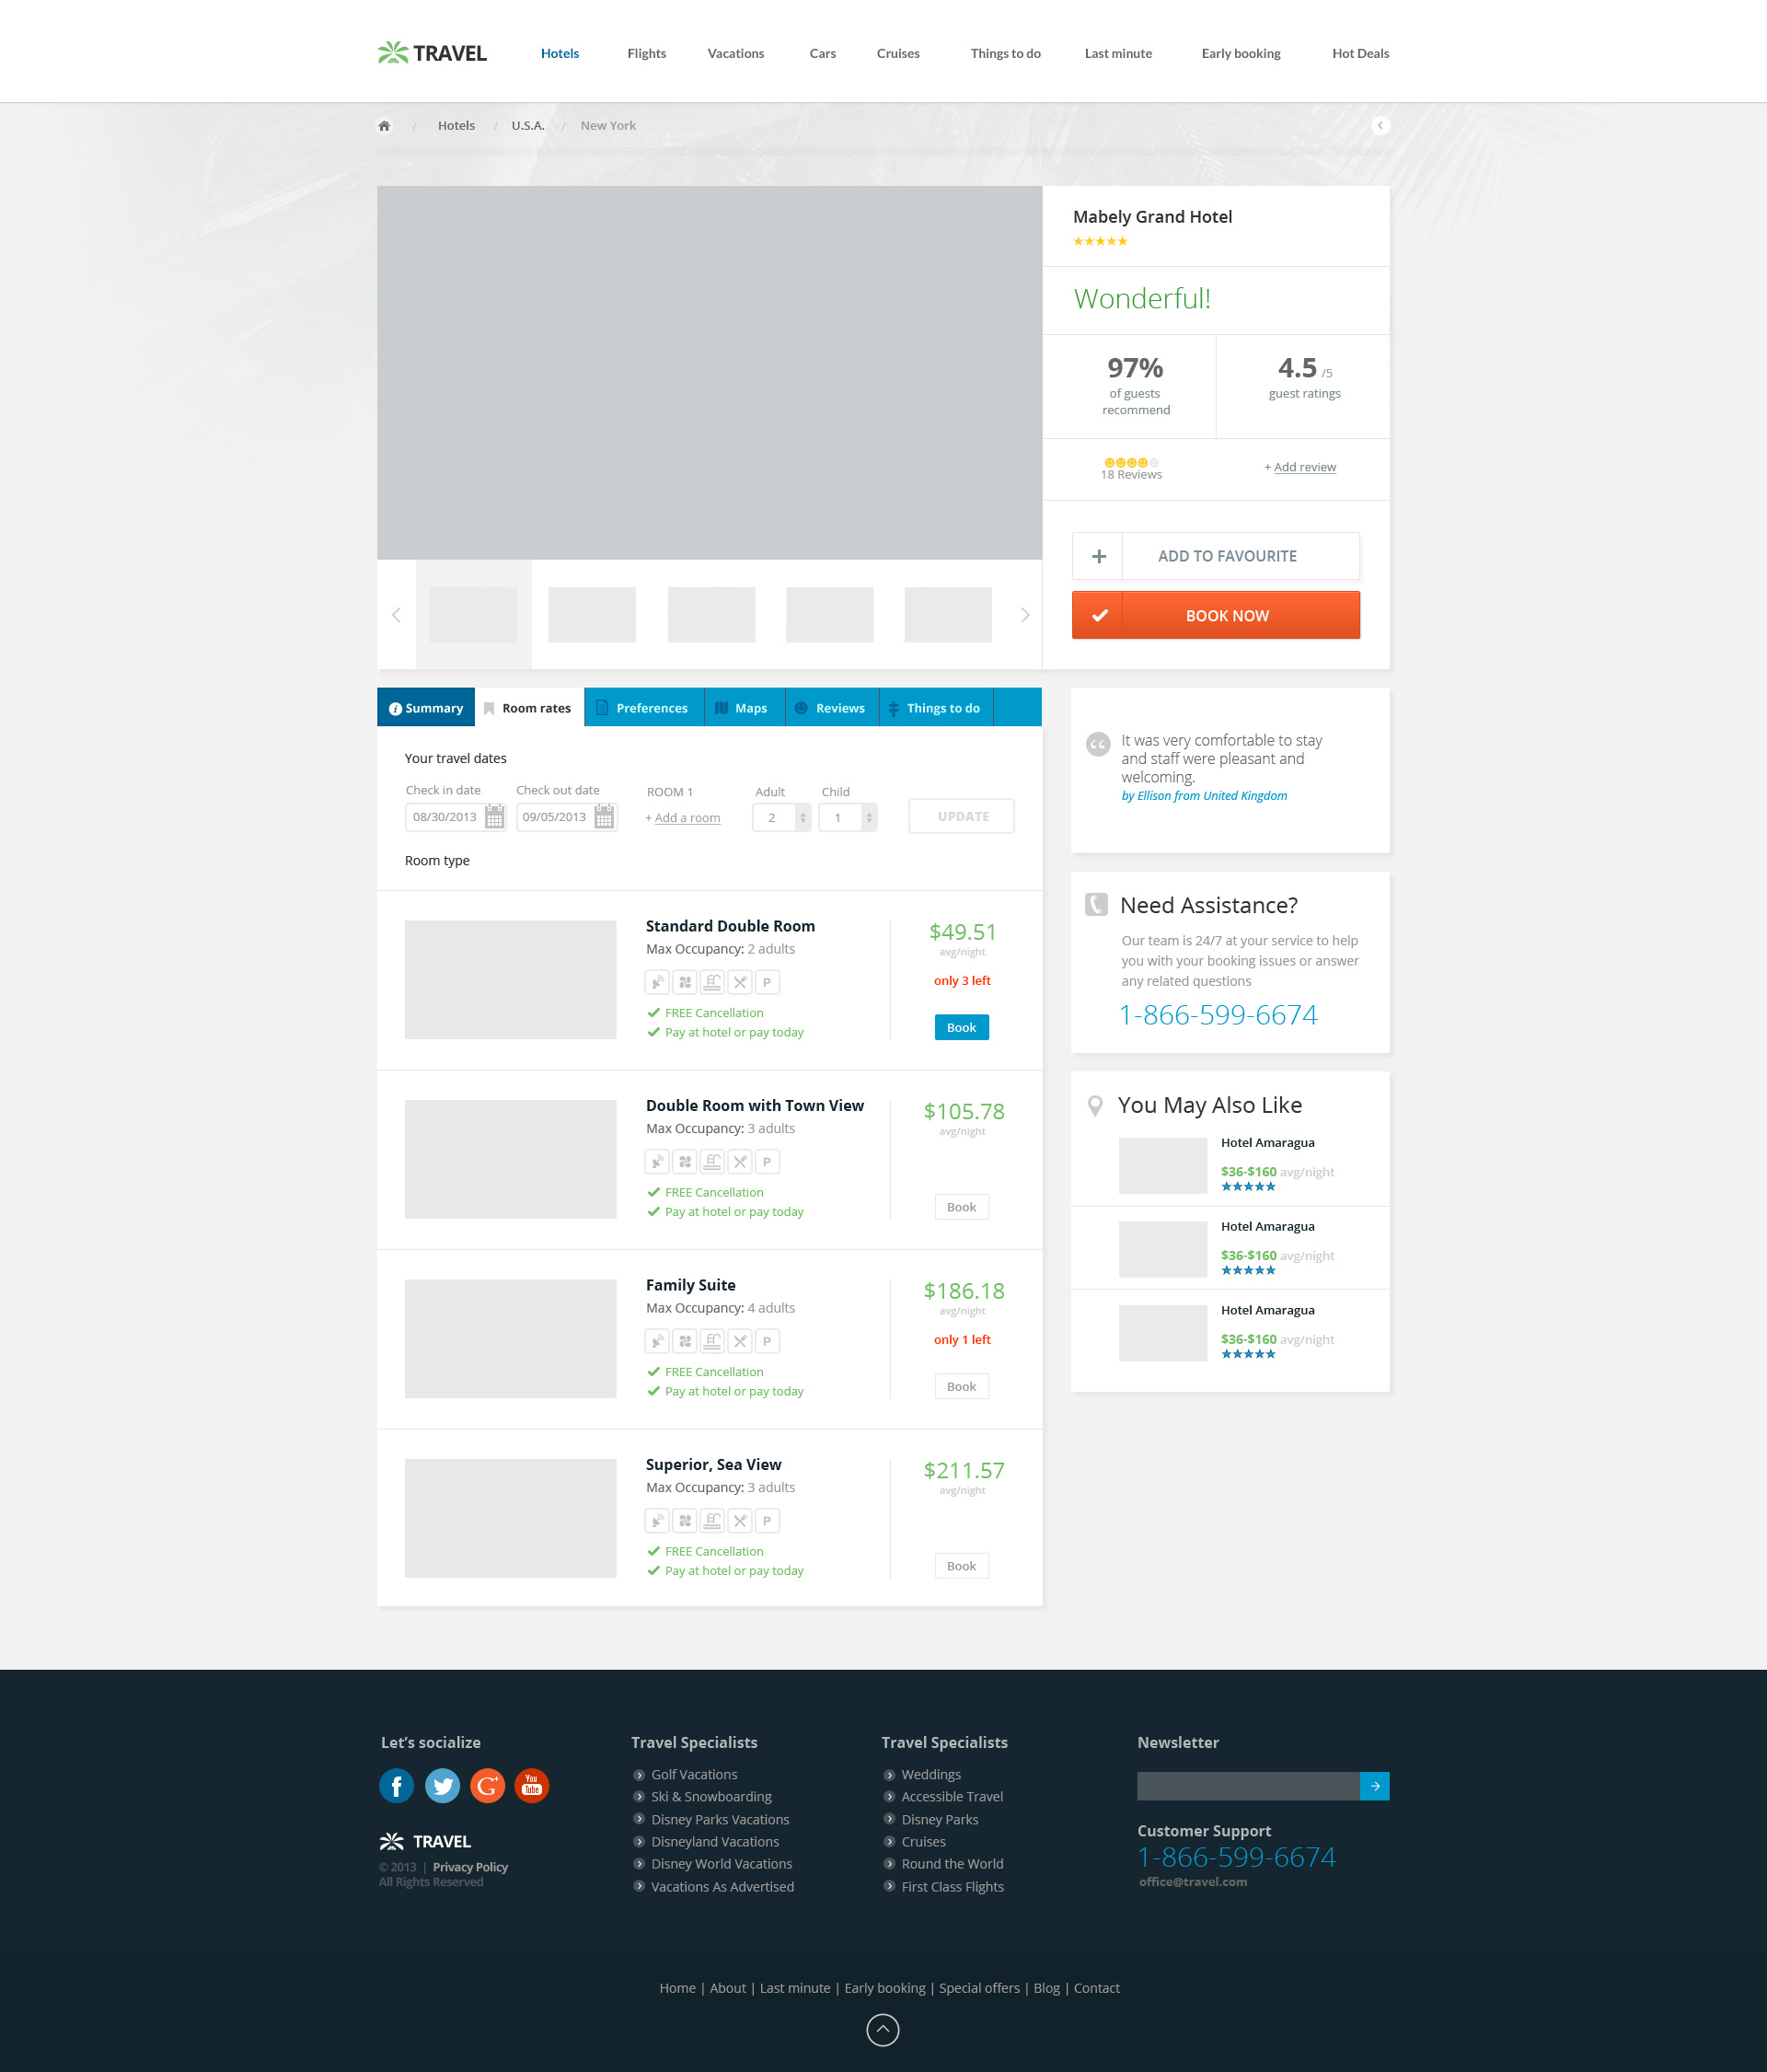 TRAVEL Hotels Flights Vacations Cars Cruises Things to do Last minute Early booking Hot Deals
/ Hotels / U.S.A. / New York
Mabely Grand Hotel
Wonderful!
97%
of guests
recommend
4.5 /5
guest ratings
18 Reviews
+ Add review
ADD TO FAVOURITE
BOOK NOW
Summary Room rates Preferences Maps Reviews Things to do
Your travel dates
Check in date Check out date ROOM 1 Adult Child
08/30/2013 09/05/2013 + Add a room 2 1 UPDATE
Room type
Standard Double Room
Max Occupancy: 2 adults
P
FREE Cancellation
Pay at hotel or pay today
$49.51
avg/night
only 3 left
Book
Double Room with Town View
Max Occupancy: 3 adults
P
FREE Cancellation
Pay at hotel or pay today
$105.78
avg/night
Book
Family Suite
Max Occupancy: 4 adults
P
FREE Cancellation
Pay at hotel or pay today
$186.18
avg/night
only 1 left
Book
Superior, Sea View
Max Occupancy: 3 adults
P
FREE Cancellation
Pay at hotel or pay today
$211.57
avg/night
Book
It was very comfortable to stay
and staff were pleasant and
welcoming.
by Ellison from United Kingdom
Need Assistance?
Our team is 24/7 at your service to help
you with your booking issues or answer
any related questions
1-866-599-6674
You May Also Like
Hotel Amaragua
$36-$160 avg/night
Hotel Amaragua
$36-$160 avg/night
Hotel Amaragua
$36-$160 avg/night
Let’s socialize
You
Tube
TRAVEL
© 2013 | Privacy Policy
All Rights Reserved
Travel Specialists
Golf Vacations
Ski & Snowboarding
Disney Parks Vacations
Disneyland Vacations
Disney World Vacations
Vacations As Advertised
Travel Specialists
Weddings
Accessible Travel
Disney Parks
Cruises
Round the World
First Class Flights
Newsletter
Customer Support
1-866-599-6674
office@travel.com
Home | About | Last minute | Early booking | Special offers | Blog | Contact